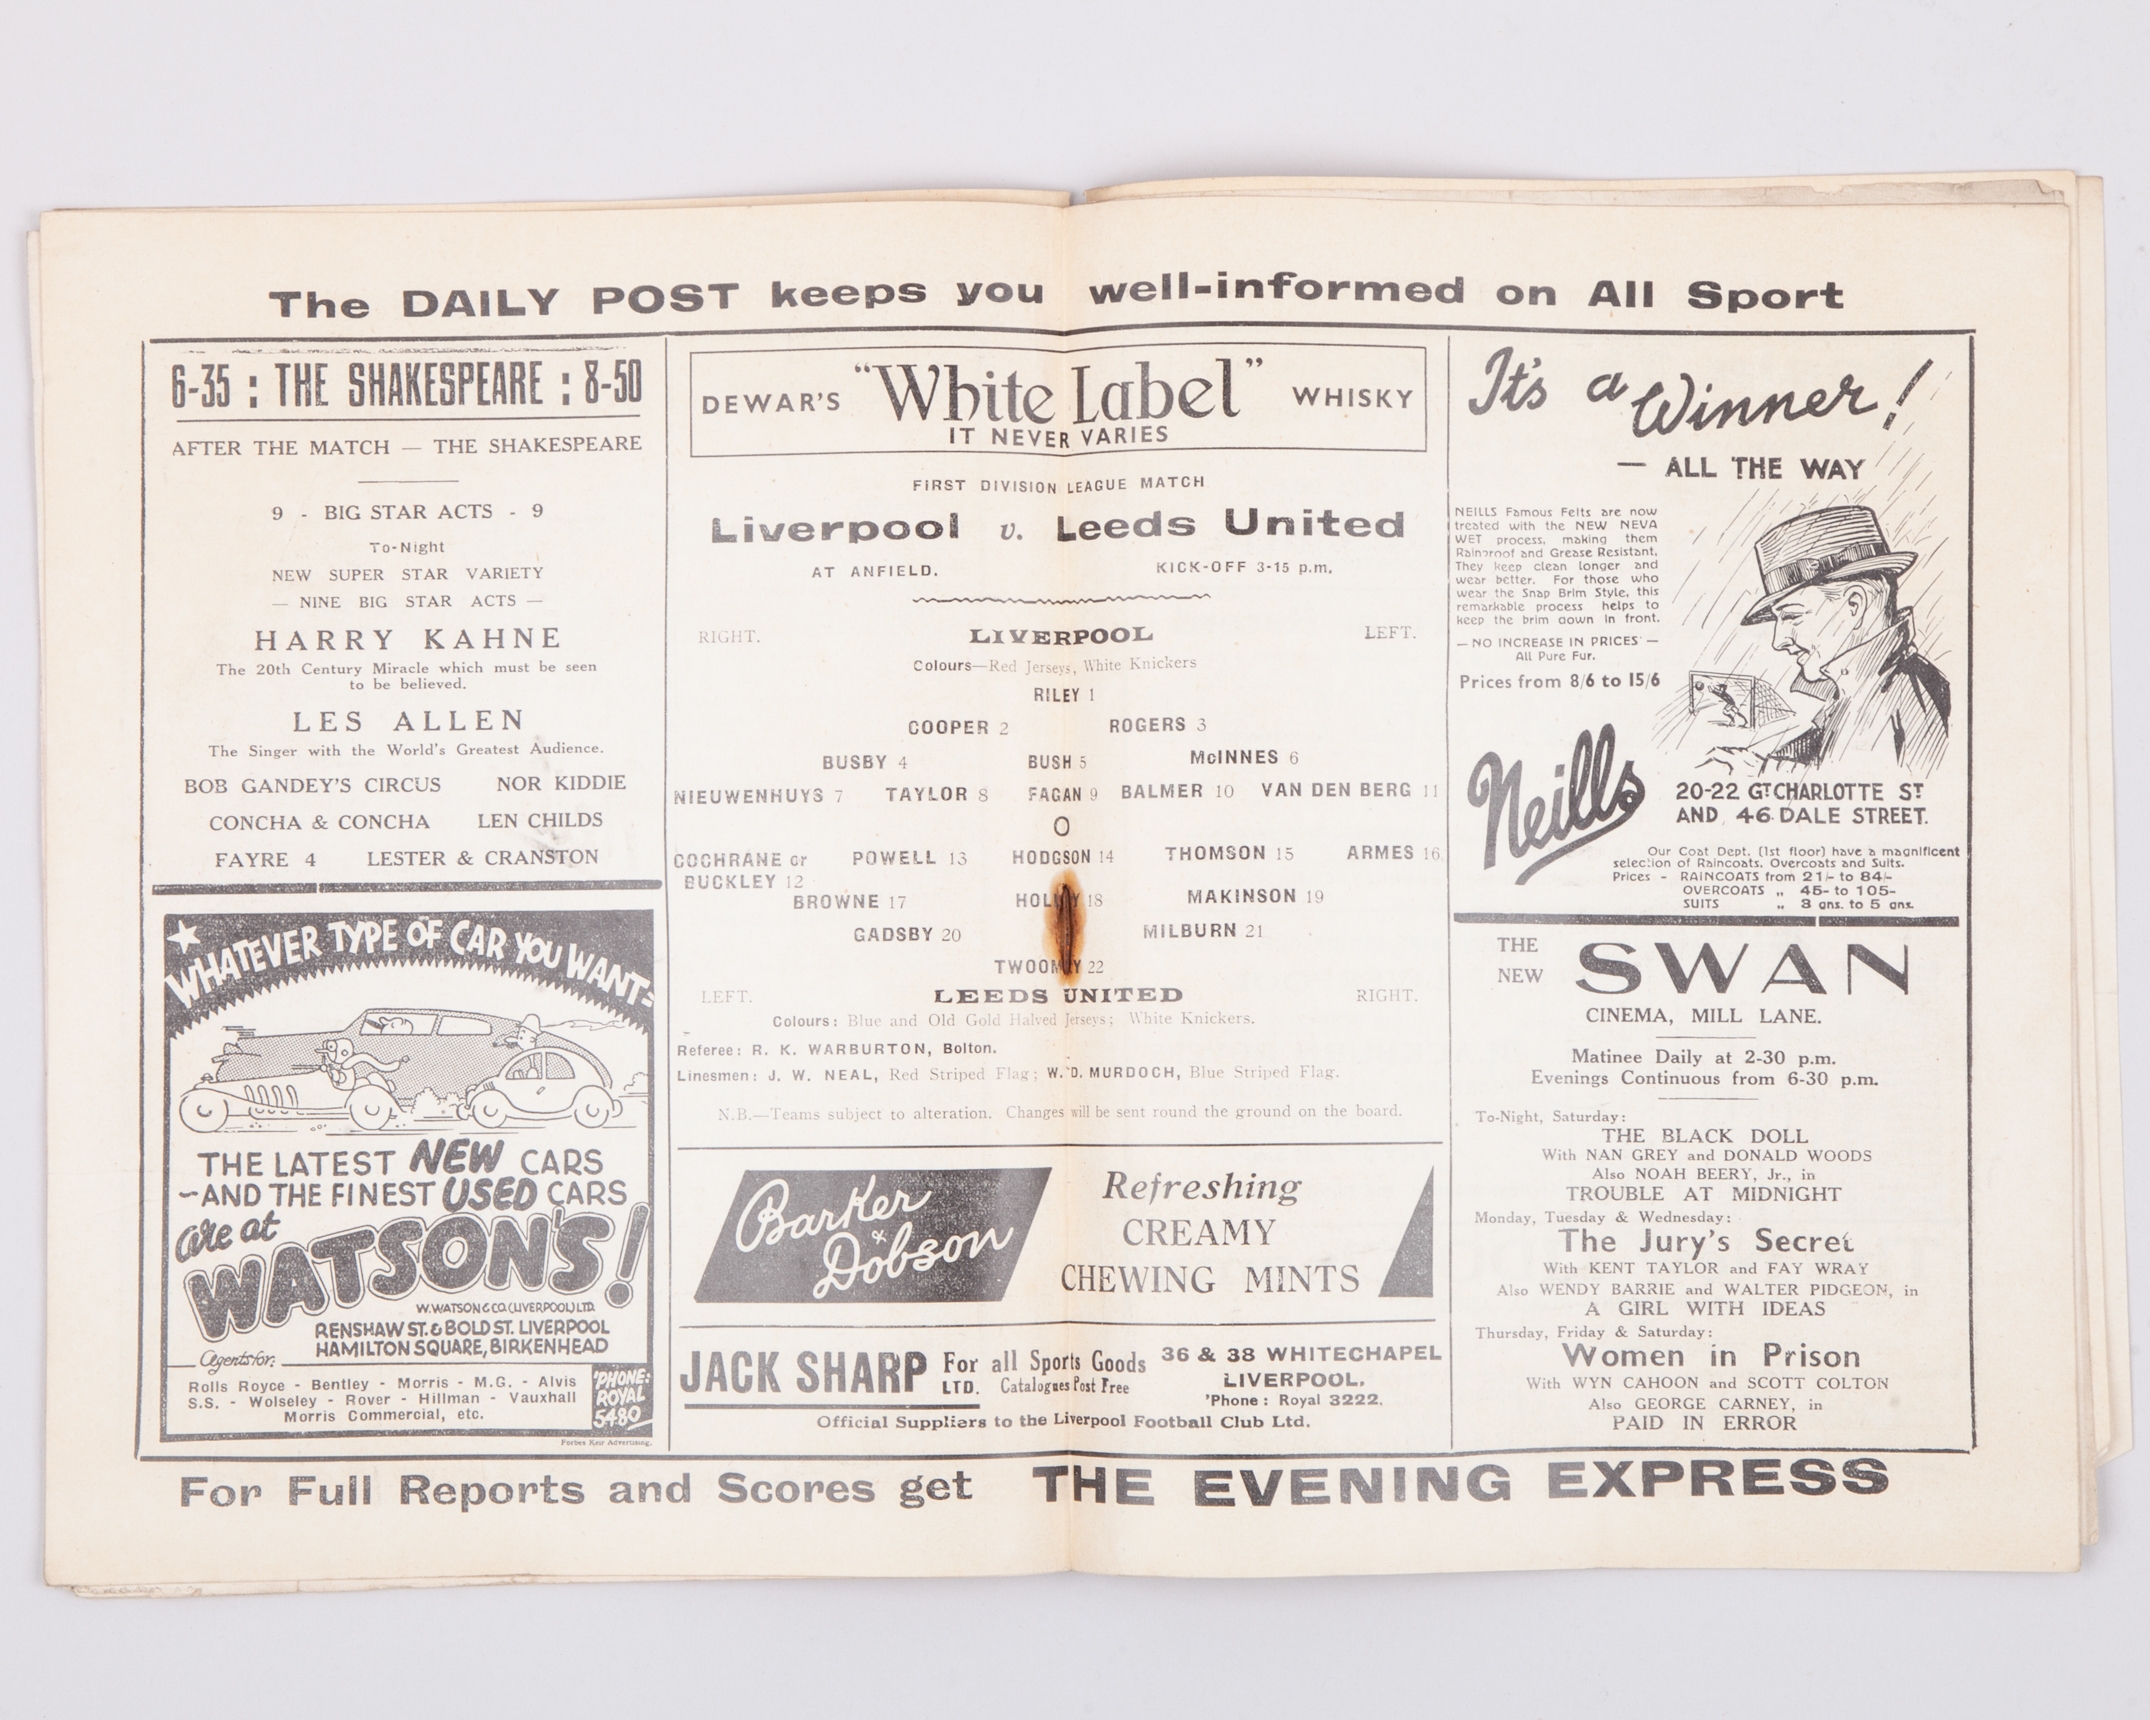 The DAILY POST keeps you well-informed on All Sport
6-35 : THE SHAKESPEARE : 8-50
AFTER THE MATCH — THE SHAKESPEARE
9 - BIG STAR ACTS - 9
To-Night
NEW SUPER STAR VARIETY
— NINE BIG STAR ACTS —
HARRY KAHNE
The 20th Century Miracle which must be seen
to be believed.
LES ALLEN
The Singer with the World's Greatest Audience.
BOB GANDEY'S CIRCUS NOR KIDDIE
CONCHA & CONCHA LEN CHILDS
FAYRE 4 LESTER & CRANSTON
WHATEVER TYPE OF CAR YOU WANT-
THE LATEST NEW CARS
-AND THE FINEST USED CARS
are at
WATSON'S!
W. WATSON & CO. (LIVERPOOL) LTD.
RENSHAW ST. & BOLD ST. LIVERPOOL
HAMILTON SQUARE, BIRKENHEAD
Agents for:
Rolls Royce - Bentley - Morris - M.G. - Alvis
S.S. - Wolseley - Rover - Hillman - Vauxhall
Morris Commercial, etc.
'PHONE:
ROYAL
5480
Forbes Keir Advertising.
DEWAR'S "White Label" WHISKY
IT NEVER VARIES
FIRST DIVISION LEAGUE MATCH
Liverpool v. Leeds United
AT ANFIELD. KICK-OFF 3-15 p.m.
RIGHT. LIVERPOOL LEFT.
Colours—Red Jerseys, White Knickers
RILEY 1
COOPER 2 ROGERS 3
BUSBY 4 BUSH 5 McINNES 6
NIEUWENHUYS 7 TAYLOR 8 FAGAN 9 BALMER 10 VAN DEN BERG 11
O
COCHRANE or POWELL 13 HODGSON 14 THOMSON 15 ARMES 16
BUCKLEY 12
BROWNE 17 18 MAKINSON 19
GADSBY 20 MILBURN 21
22
LEFT. LEEDS UNITED RIGHT.
Colours: Blue and Old Gold Halved Jerseys; White Knickers.
Referee: R. K. WARBURTON, Bolton.
Linesmen: J. W. NEAL, Red Striped Flag; W. D. MURDOCH, Blue Striped Flag.
N.B.—Teams subject to alteration. Changes will be sent round the ground on the board.
Barker
&
Dobson
Refreshing
CREAMY
CHEWING MINTS
JACK SHARP LTD.
For all Sports Goods
Catalogues Post Free
36 & 38 WHITECHAPEL
LIVERPOOL.
'Phone: Royal 3222.
Official Suppliers to the Liverpool Football Club Ltd.
It's a Winner!
— ALL THE WAY
NEILLS Famous Felts are now
treated with the NEW NEVA
WET process, making them
Rainproof and Grease Resistant.
They keep clean longer and
wear better. For those who
wear the Snap Brim Style, this
remarkable process helps to
keep the brim down in front.
— NO INCREASE IN PRICES —
All Pure Fur.
Prices from 8/6 to 15/6
Neills
20-22 GT CHARLOTTE ST
AND 46 DALE STREET.
Our Coat Dept. (1st floor) have a magnificent
selection of Raincoats, Overcoats and Suits.
Prices - RAINCOATS from 21/- to 84/-
OVERCOATS „ 45- to 105-
SUITS „ 3 gns. to 5 gns.
THE
NEW
SWAN
CINEMA, MILL LANE.
Matinee Daily at 2-30 p.m.
Evenings Continuous from 6-30 p.m.
To-Night, Saturday:
THE BLACK DOLL
With NAN GREY and DONALD WOODS
Also NOAH BEERY, Jr., in
TROUBLE AT MIDNIGHT
Monday, Tuesday & Wednesday:
The Jury's Secret
With KENT TAYLOR and FAY WRAY
Also WENDY BARRIE and WALTER PIDGEON, in
A GIRL WITH IDEAS
Thursday, Friday & Saturday:
Women in Prison
With WYN CAHOON and SCOTT COLTON
Also GEORGE CARNEY, in
PAID IN ERROR
For Full Reports and Scores get THE EVENING EXPRESS